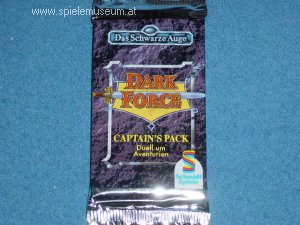 www.spielemuseum.at
Das Schwarze Auge
DARK
FORCE
CAPTAIN'S PACK
Duell um
Aventurien
S
Schmidt
Spiele